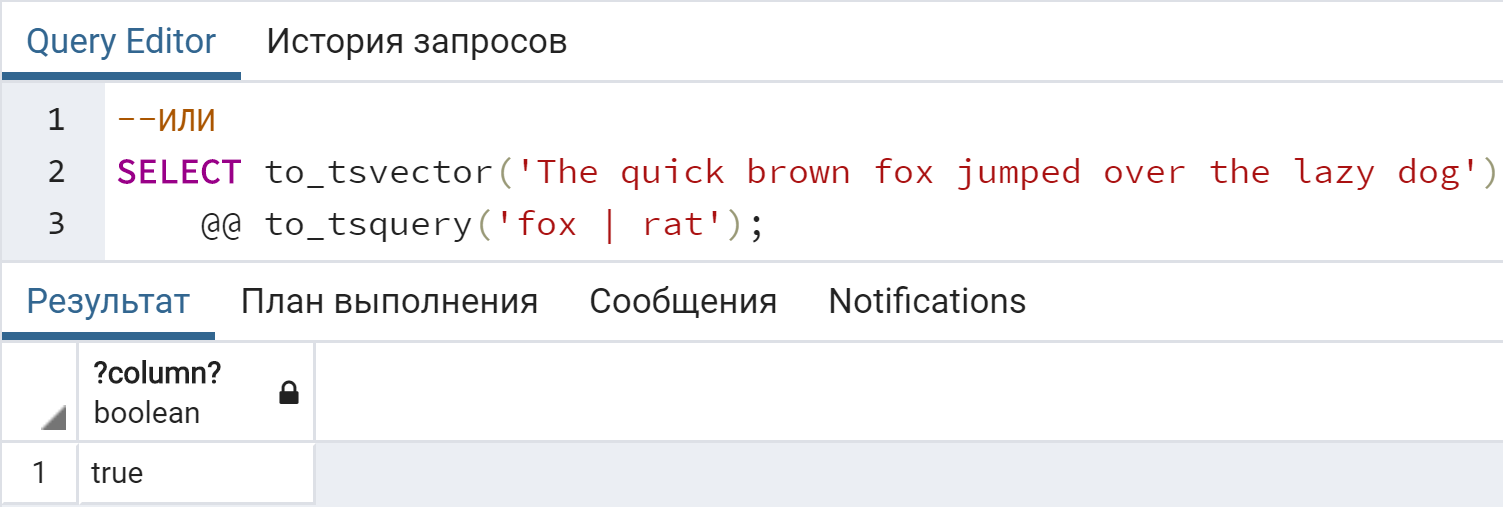 Query Editor История запросов
1 --ИЛИ
2 SELECT to_tsvector('The quick brown fox jumped over the lazy dog')
3 @@ to_tsquery('fox | rat');
Результат План выполнения Сообщения Notifications
?column?
boolean
1 true